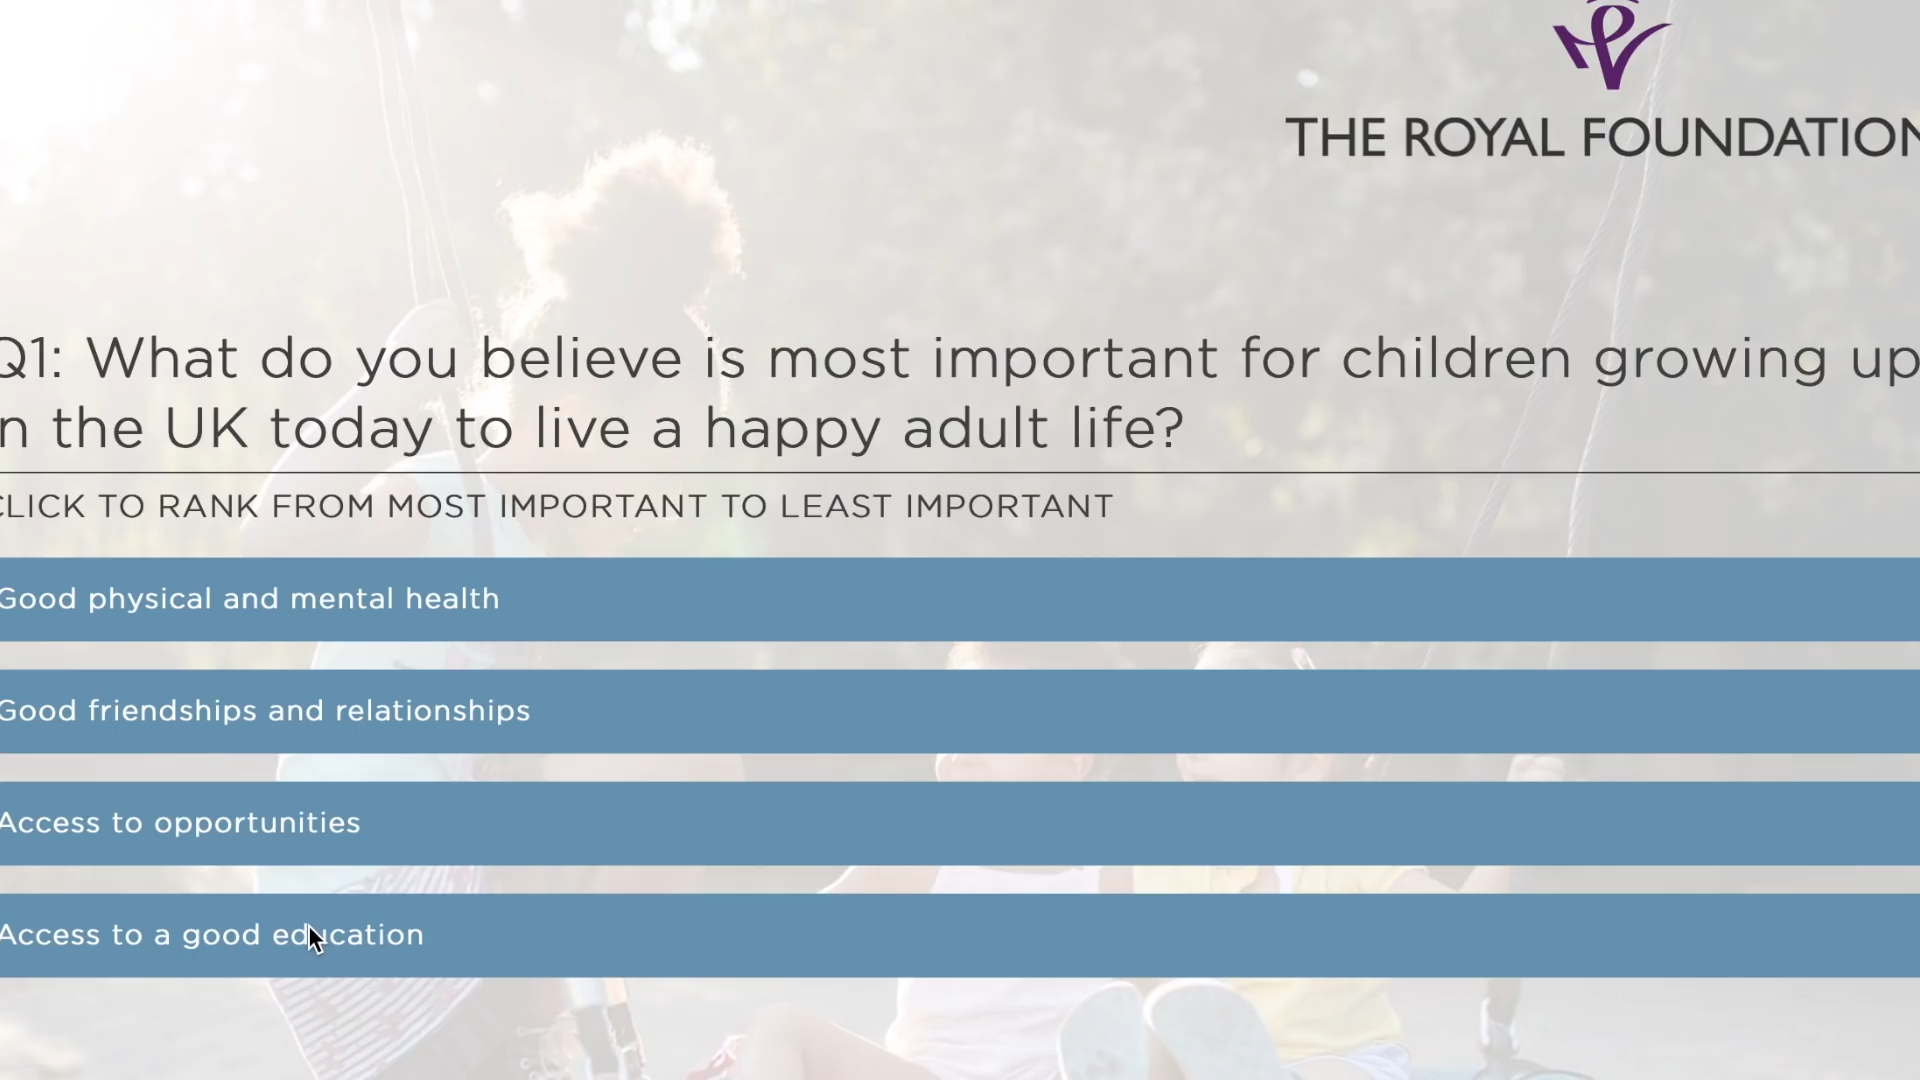 THE ROYAL FOUNDATION
Q1: What do you believe is most important for children growing up
in the UK today to live a happy adult life?
CLICK TO RANK FROM MOST IMPORTANT TO LEAST IMPORTANT
Good physical and mental health
Good friendships and relationships
Access to opportunities
Access to a good education